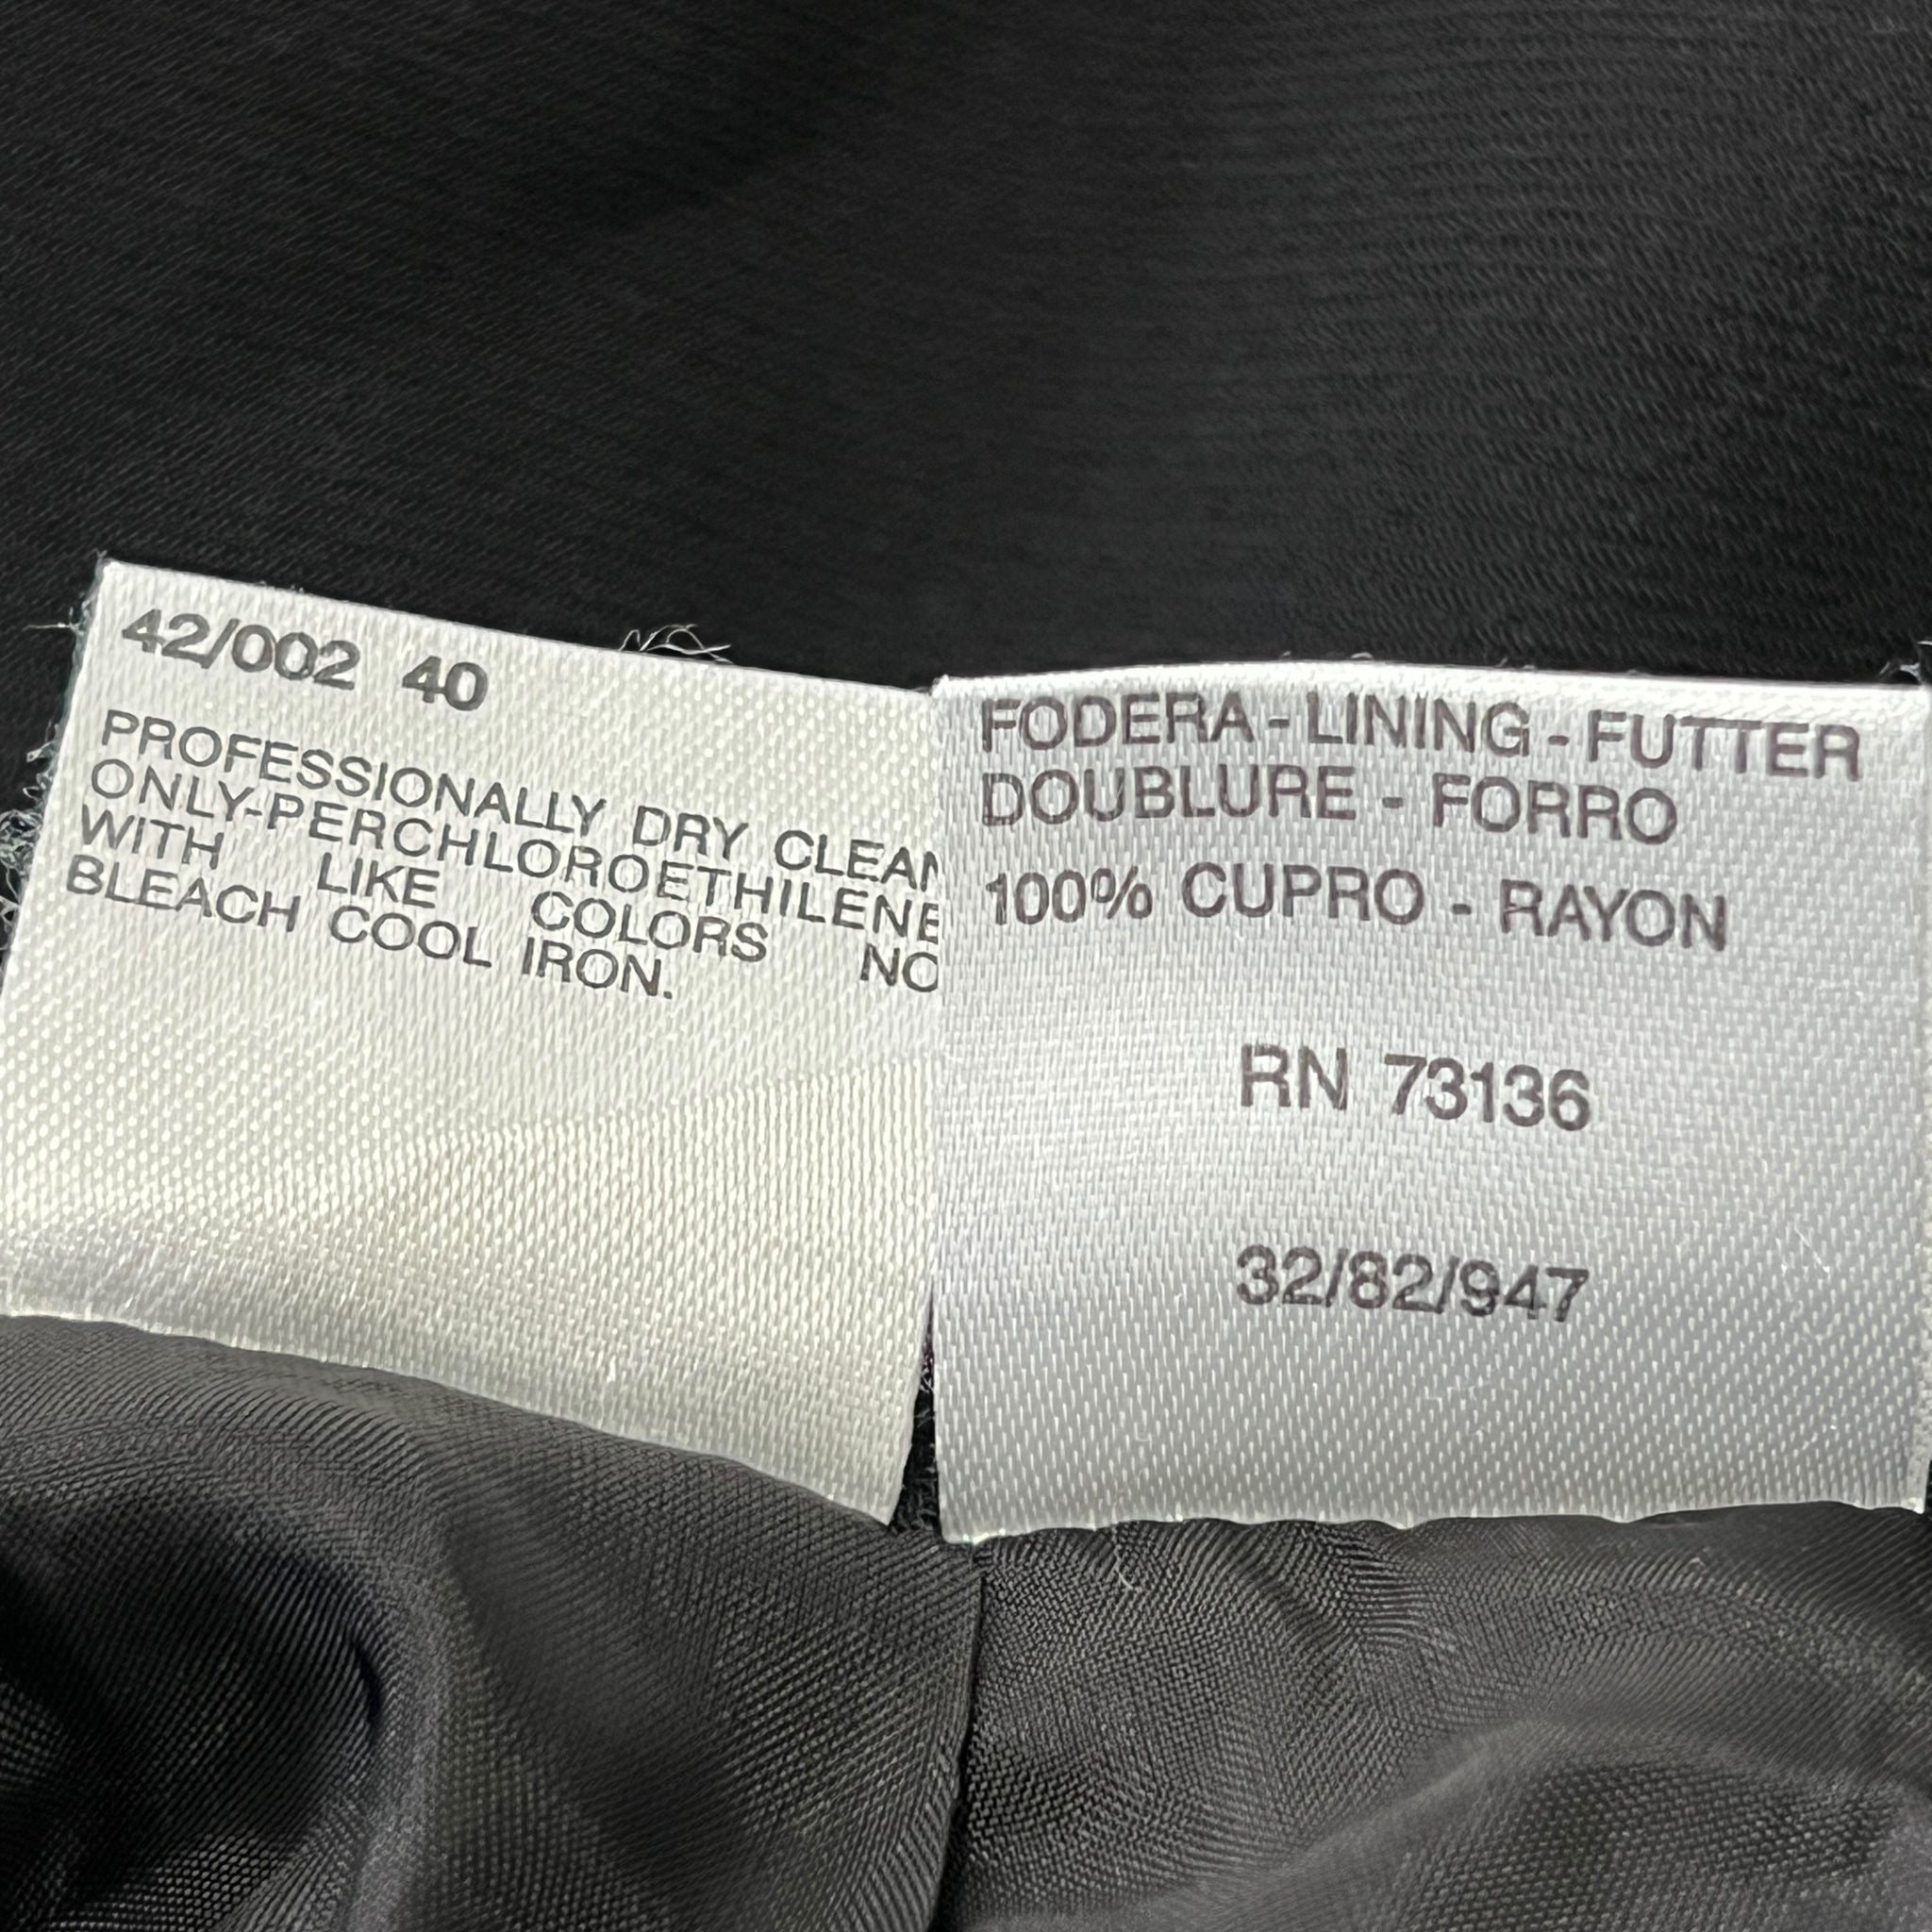 42/002 40
PROFESSIONALLY DRY CLEAN
ONLY-PERCHLOROETHILENE
WITH LIKE COLORS NO
BLEACH COOL IRON.
FODERA - LINING - FUTTER
DOUBLURE - FORRO
100% CUPRO - RAYON
RN 73136
32/82/947